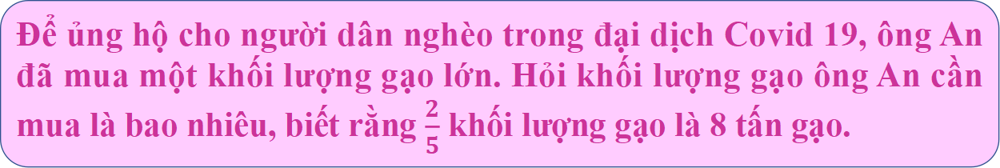 Để ủng hộ cho người dân nghèo trong đại dịch Covid 19, ông An
đã mua một khối lượng gạo lớn. Hỏi khối lượng gạo ông An cần
mua là bao nhiêu, biết rằng 2/5 khối lượng gạo là 8 tấn gạo.